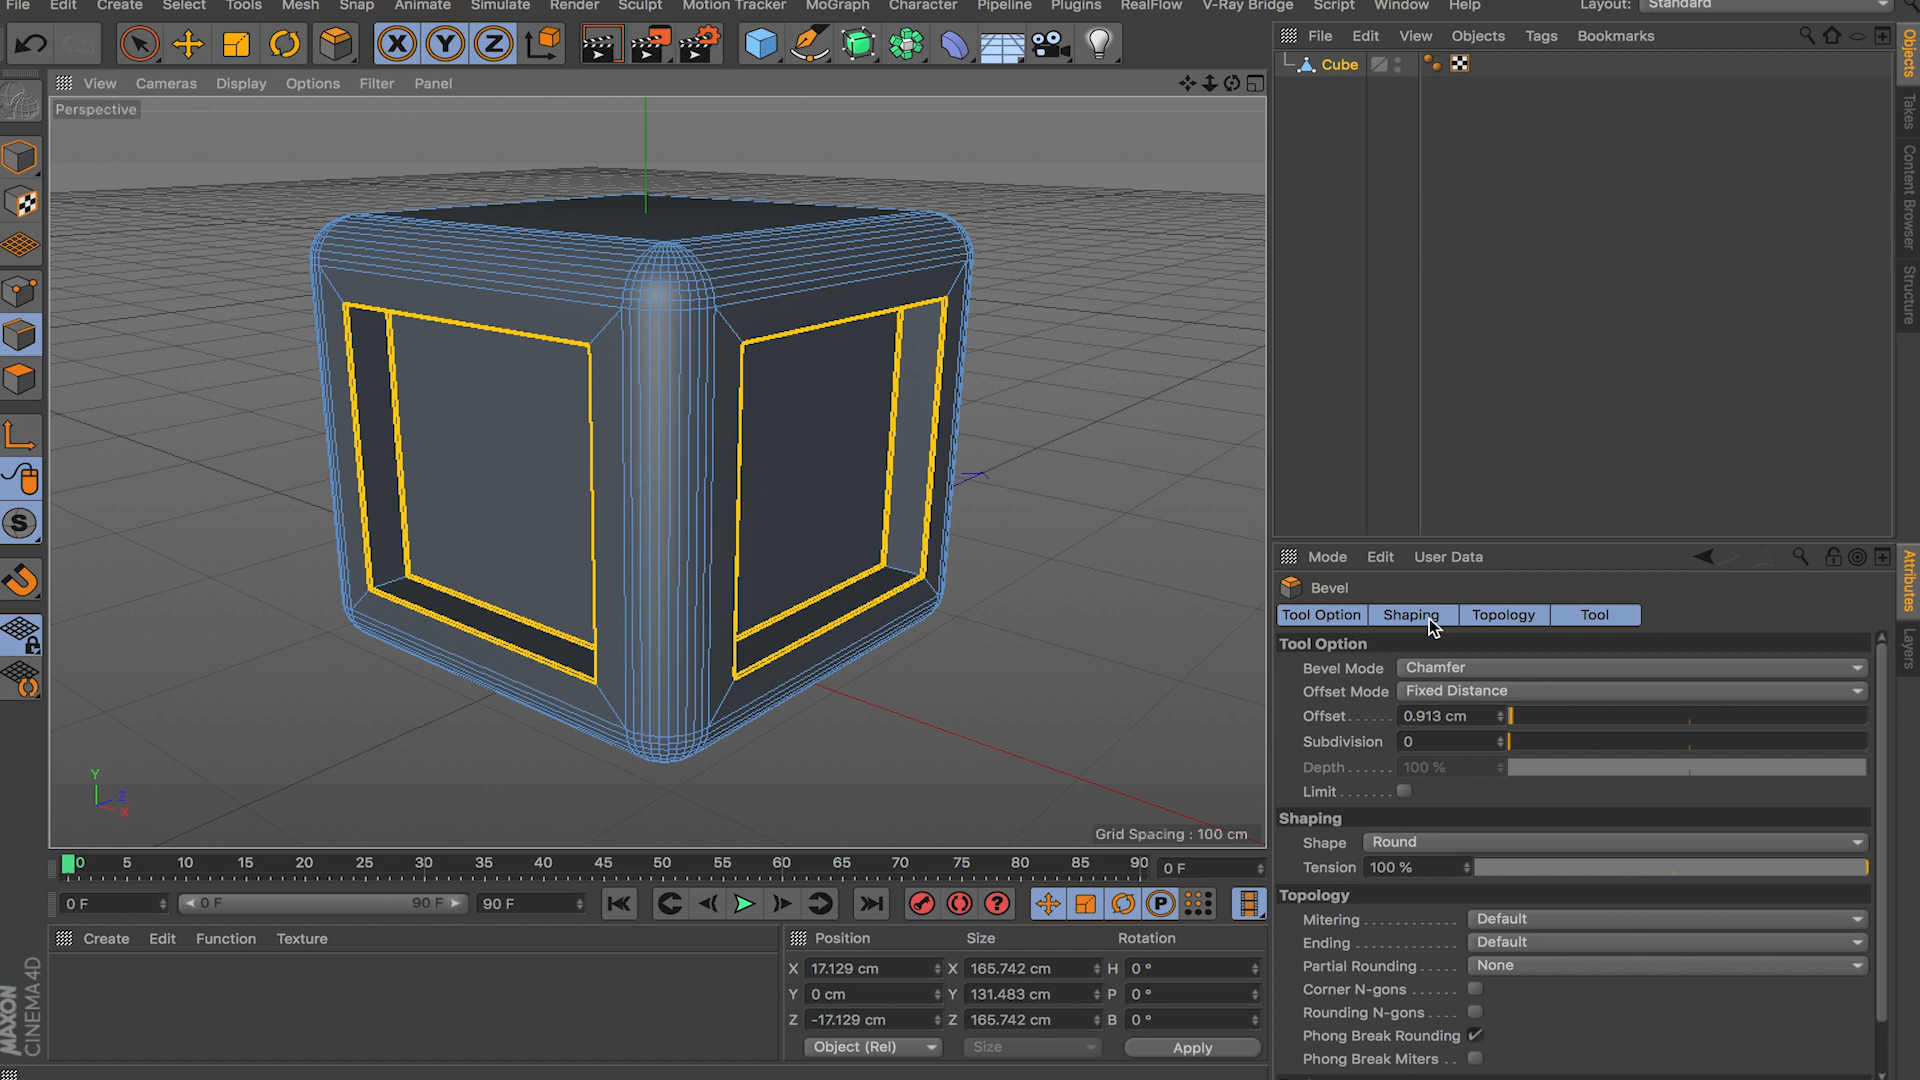 File Edit Create Select Tools Mesh Snap Animate Simulate Render Sculpt Motion Tracker MoGraph Character Pipeline Plugins RealFlow V-Ray Bridge Script Window Help Layout: Standard
X Y Z
File Edit View Objects Tags Bookmarks
Objects
Takes
Content Browser
Structure
Cube
View Cameras Display Options Filter Panel
Perspective
S
Y
Z
X
Grid Spacing : 100 cm
Mode Edit User Data
Attributes
Layers
Bevel
Tool Option Shaping Topology Tool
Tool Option
Bevel Mode Chamfer
Offset Mode Fixed Distance
Offset...... 0.913 cm
Subdivision 0
Depth...... 100 %
Limit.......
Shaping
Shape Round
Tension 100 %
Topology
Mitering .......... Default
Ending ........... Default
Partial Rounding ..... None
Corner N-gons ......
Rounding N-gons ....
Phong Break Rounding
Phong Break Miters ..
0 5 10 15 20 25 30 35 40 45 50 55 60 65 70 75 80 85 90 0 F
0 F 0 F 90 F 90 F ? P
Create Edit Function Texture
Position Size Rotation
X 17.129 cm X 165.742 cm H 0 °
Y 0 cm Y 131.483 cm P 0 °
Z -17.129 cm Z 165.742 cm B 0 °
Object (Rel) Size Apply
MAXON
CINEMA 4D